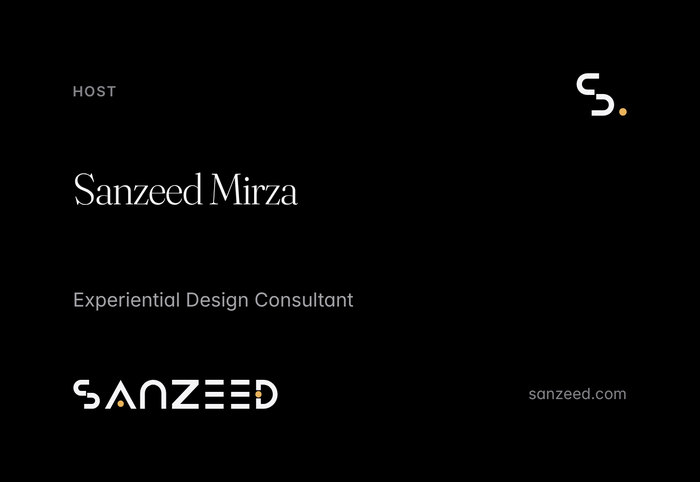 HOST
Sanzeed Mirza
Experiential Design Consultant
SANZEED
sanzeed.com